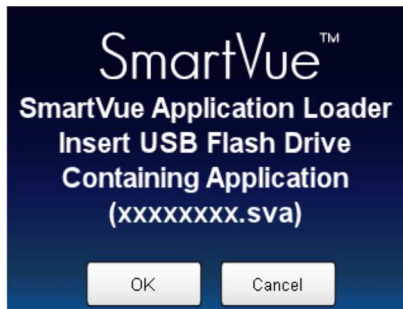 SmartVue™
SmartVue Application Loader
Insert USB Flash Drive
Containing Application
(xxxxxxxx.sva)
OK Cancel